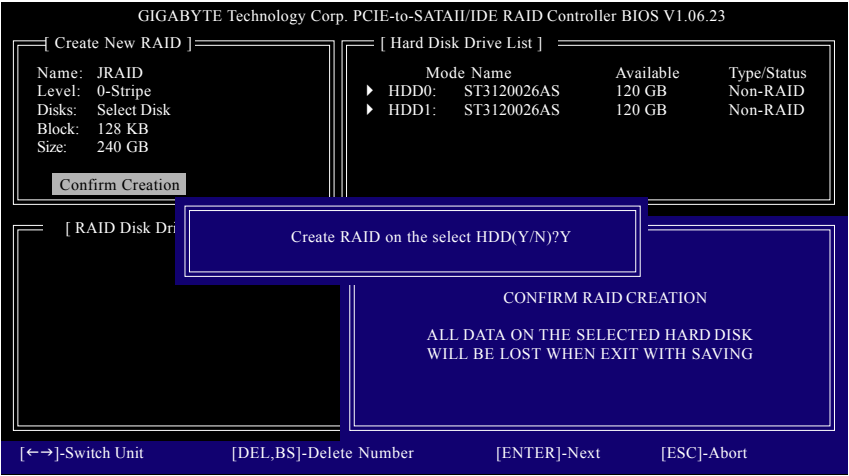 GIGABYTE Technology Corp. PCIE-to-SATAII/IDE RAID Controller BIOS V1.06.23
[ Create New RAID ]
Name: JRAID
Level: 0-Stripe
Disks: Select Disk
Block: 128 KB
Size: 240 GB
Confirm Creation
[ Hard Disk Drive List ]
Mode Name Available Type/Status
HDD0: ST3120026AS 120 GB Non-RAID
HDD1: ST3120026AS 120 GB Non-RAID
[ RAID Disk Dri
Create RAID on the select HDD(Y/N)?Y
CONFIRM RAID CREATION
ALL DATA ON THE SELECTED HARD DISK
WILL BE LOST WHEN EXIT WITH SAVING
[←→]-Switch Unit [DEL,BS]-Delete Number [ENTER]-Next [ESC]-Abort